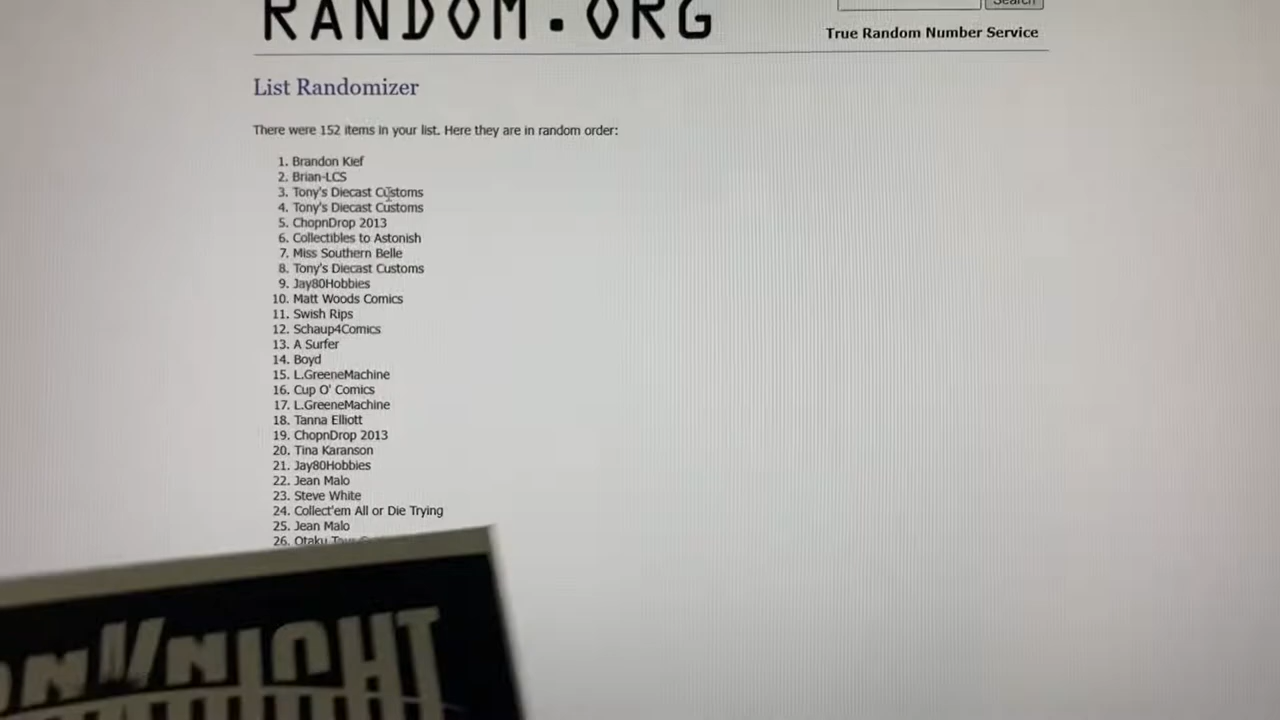 RANDOM.ORG
Search
True Random Number Service
List Randomizer
There were 152 items in your list. Here they are in random order:
1. Brandon Kief
2. Brian-LCS
3. Tony's Diecast Customs
4. Tony's Diecast Customs
5. ChopnDrop 2013
6. Collectibles to Astonish
7. Miss Southern Belle
8. Tony's Diecast Customs
9. Jay80Hobbies
10. Matt Woods Comics
11. Swish Rips
12. Schaup4Comics
13. A Surfer
14. Boyd
15. L.GreeneMachine
16. Cup O' Comics
17. L.GreeneMachine
18. Tanna Elliott
19. ChopnDrop 2013
20. Tina Karanson
21. Jay80Hobbies
22. Jean Malo
23. Steve White
24. Collect'em All or Die Trying
25. Jean Malo
26. Otaku
ON KNIGHT